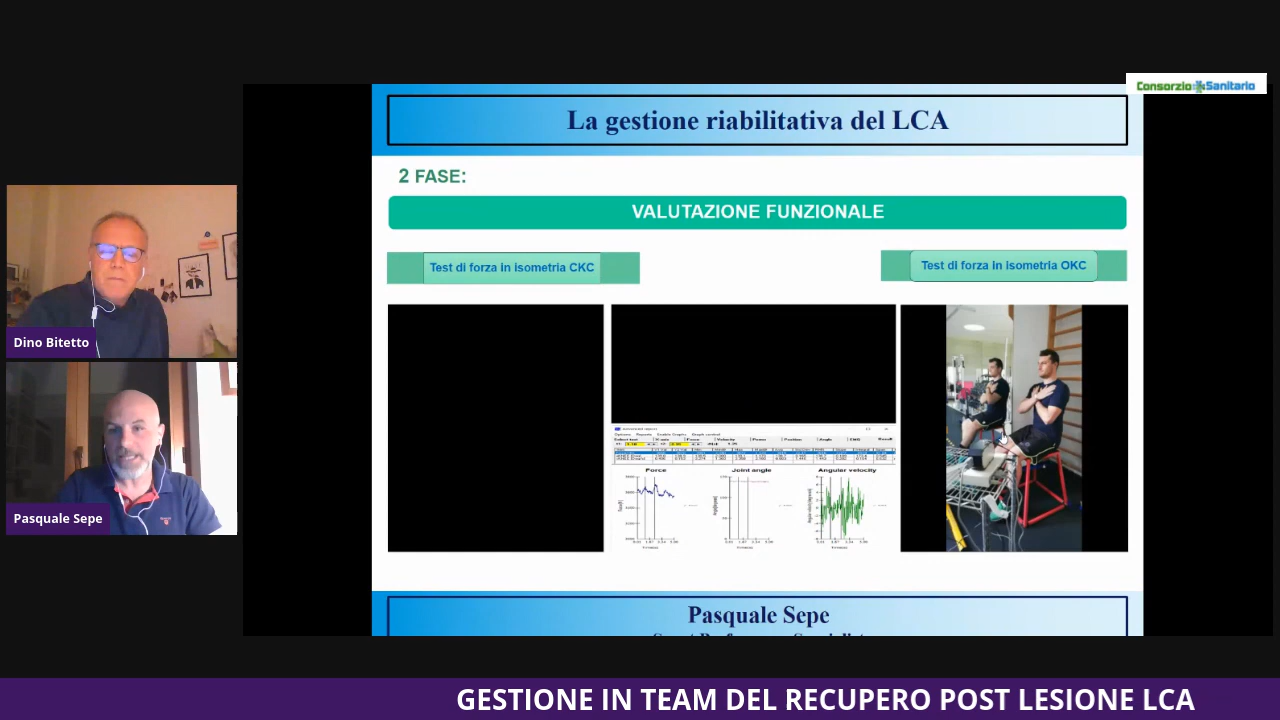 Consorzio Sanitario
La gestione riabilitativa del LCA
2 FASE:
VALUTAZIONE FUNZIONALE
Test di forza in isometria CKC
Test di forza in isometria OKC
Dino Bitetto
Pasquale Sepe
Force
Joint angle
Angular velocity
Pasquale Sepe
GESTIONE IN TEAM DEL RECUPERO POST LESIONE LCA